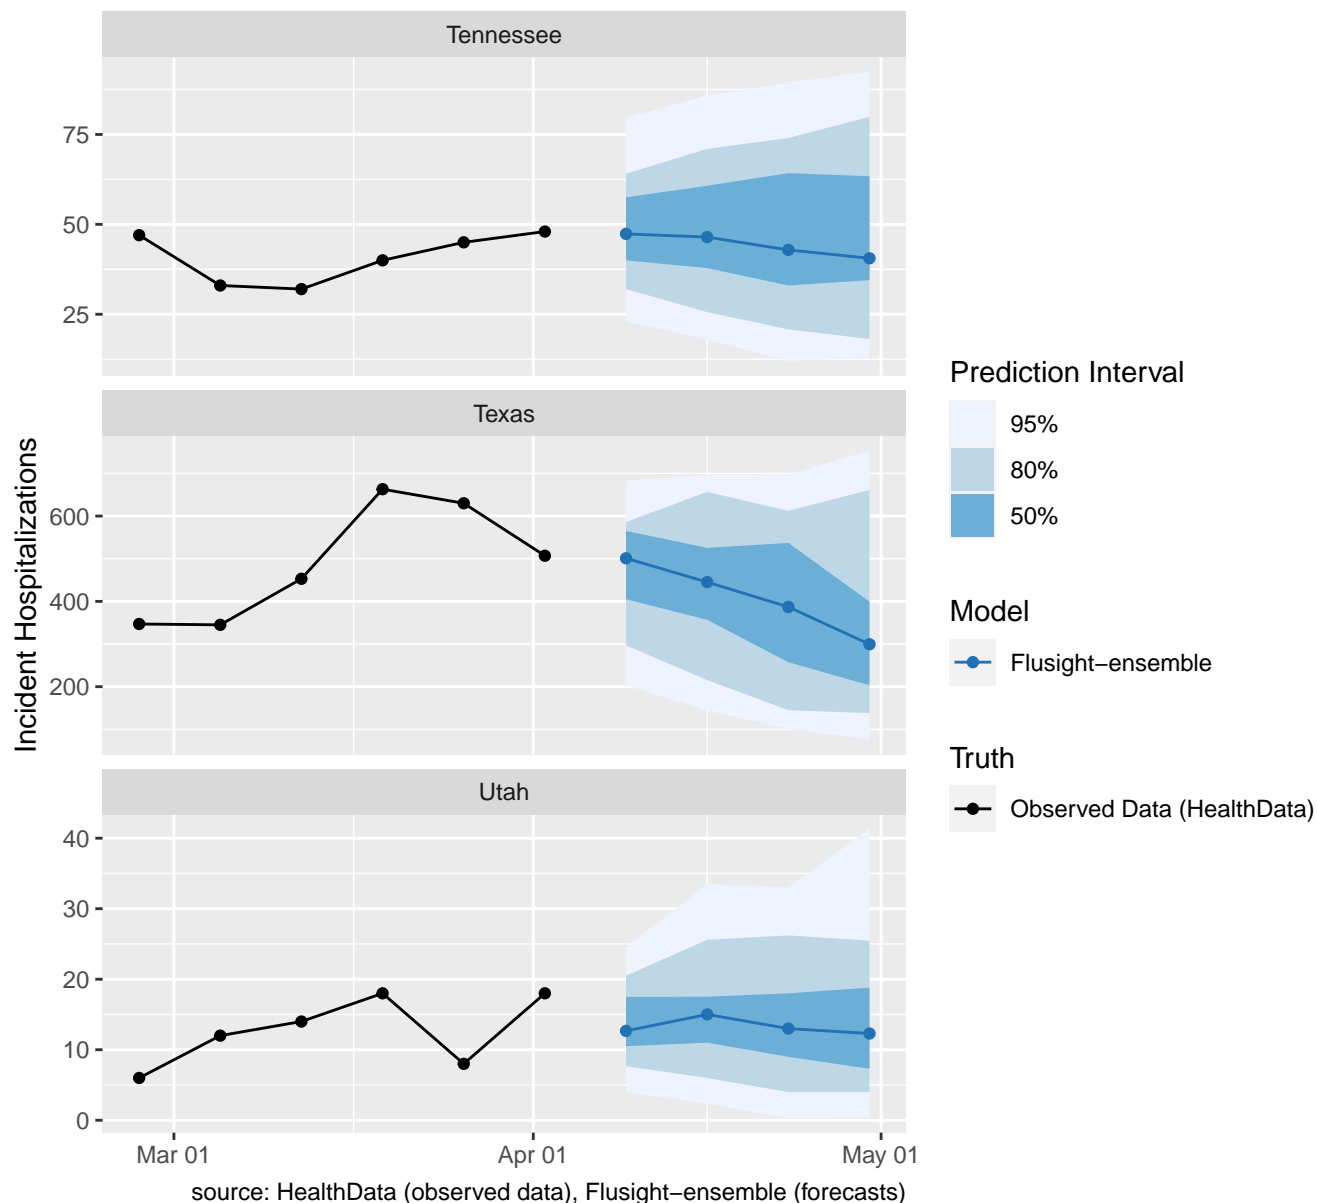 Tennessee
75
50
25
Texas
600
400
200
Utah
40
30
20
10
0
Mar 01
Apr 01
May 01
Incident Hospitalizations
source: HealthData (observed data), Flusight−ensemble (forecasts)
Prediction Interval
95%
80%
50%
Model
Flusight−ensemble
Truth
Observed Data (HealthData)